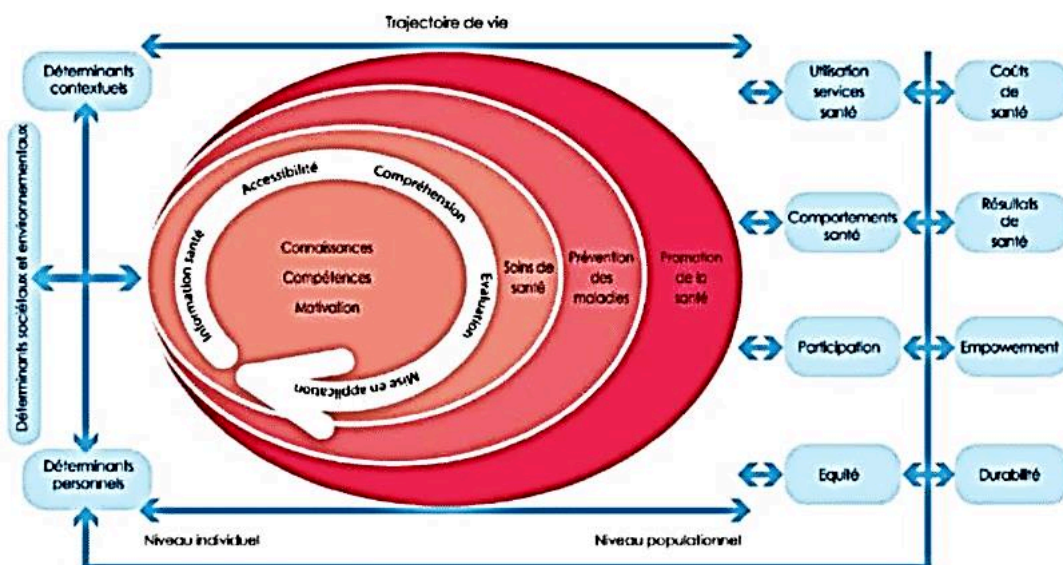 Trajectoire de vie
Déterminants
contextuels
Déterminants sociétaux et environnementaux
Déterminants
personnels
Information santé
Accessibilité
Compréhension
Évaluation
Mise en application
Connaissances
Compétences
Motivation
Soins de
santé
Prévention
des
maladies
Promotion
de la
santé
Utilisation
services
santé
Coûts
de
santé
Comportements
santé
Résultats
de
santé
Participation
Empowerment
Equité
Durabilité
Niveau individuel
Niveau populationnel